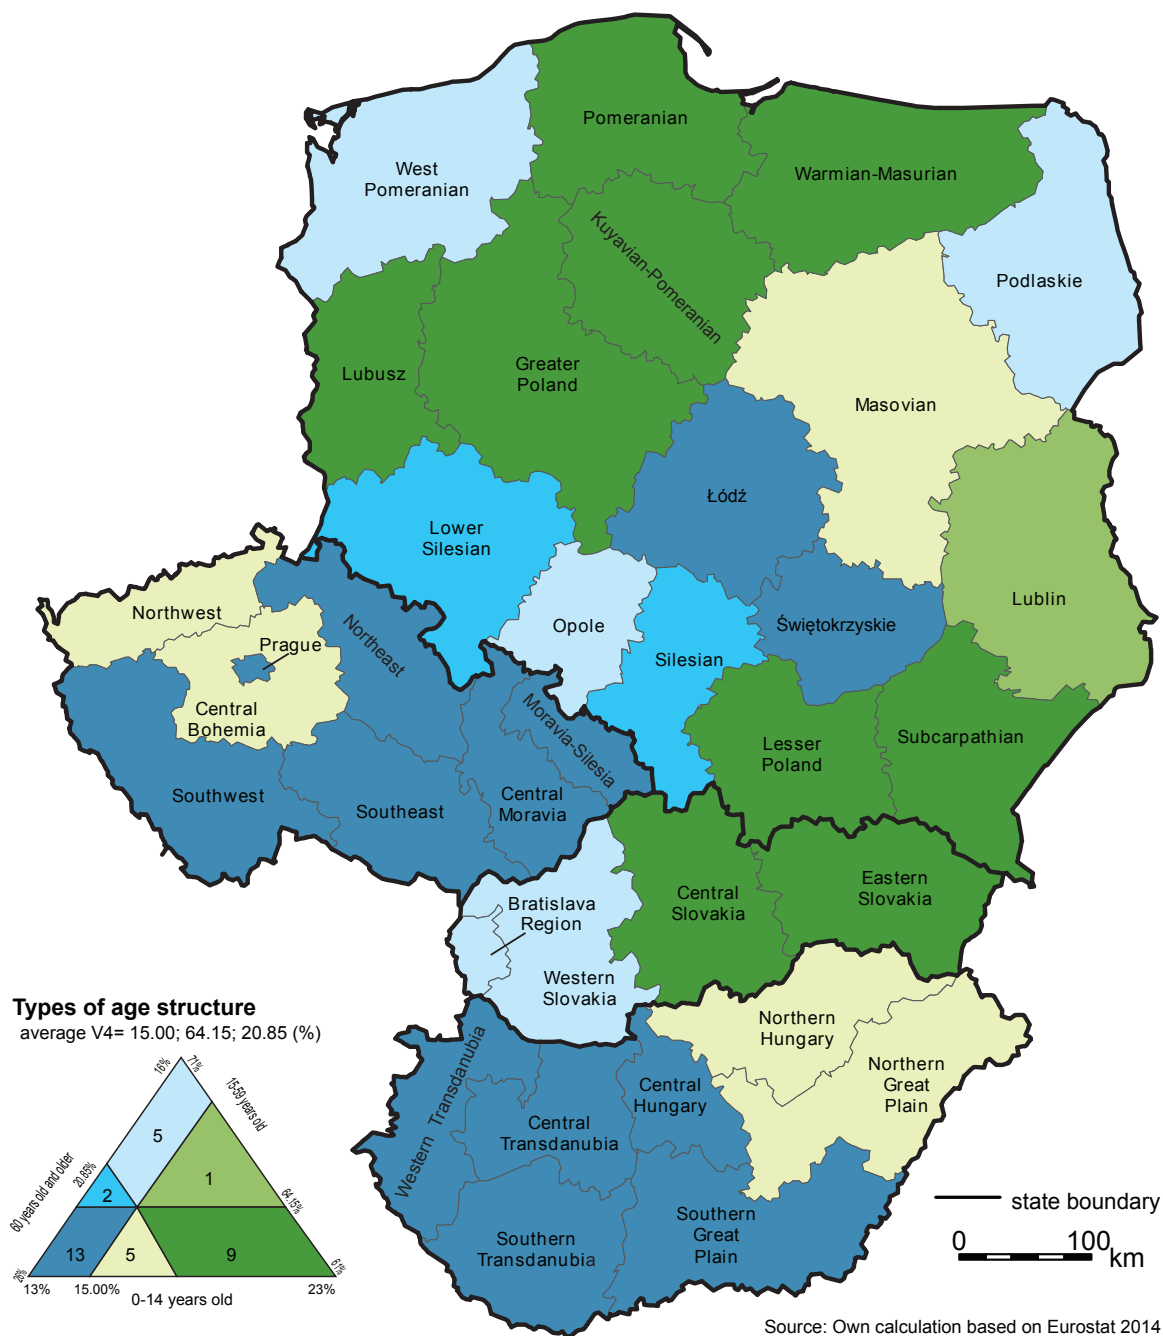 Pomeranian
West
Pomeranian
Warmian-Masurian
Kuyavian-Pomeranian
Podlaskie
Lubusz
Greater
Poland
Masovian
Łódź
Lower
Silesian
Lublin
Northwest
Prague
Northeast
Opole
Świętokrzyskie
Silesian
Central
Bohemia
Moravia-Silesia
Lesser
Poland
Subcarpathian
Southwest
Southeast
Central
Moravia
Central
Slovakia
Eastern
Slovakia
Bratislava
Region
Western
Slovakia
Northern
Hungary
Northern
Great
Plain
Western Transdanubia
Central
Hungary
Central
Transdanubia
Southern
Transdanubia
Southern
Great
Plain
Types of age structure
average V4= 15.00; 64.15; 20.85 (%)
16%
71%
15-59 years old
5
60 years old and older
20.85%
1
2
64.15%
13
5
9
26%
61%
13%
15.00%
23%
0-14 years old
state boundary
0
100
km
Source: Own calculation based on Eurostat 2014